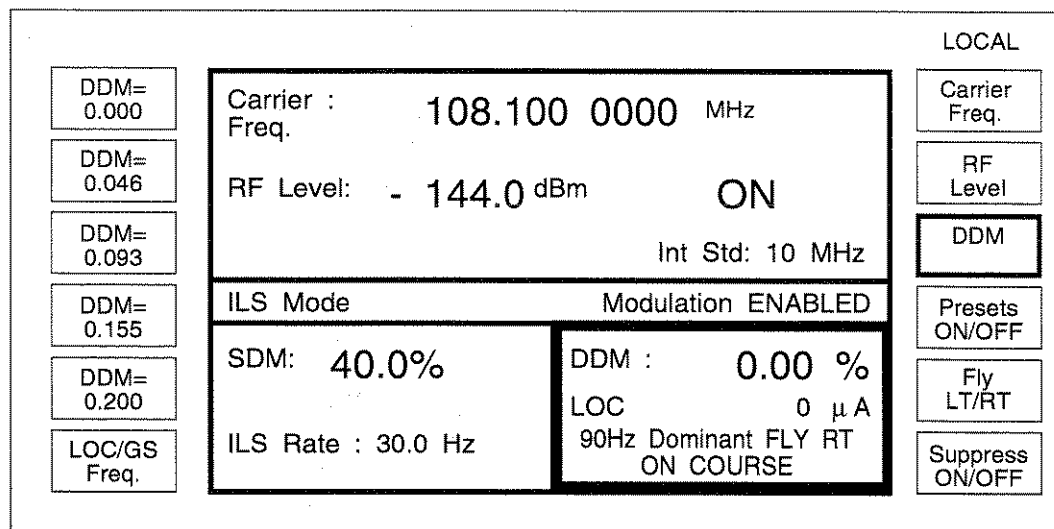 LOCAL
DDM=
0.000
DDM=
0.046
DDM=
0.093
DDM=
0.155
DDM=
0.200
LOC/GS
Freq.
Carrier :
Freq.
108.100 0000 MHz
RF Level: - 144.0 dBm ON
Int Std: 10 MHz
ILS Mode Modulation ENABLED
SDM: 40.0%
ILS Rate : 30.0 Hz
DDM : 0.00 %
LOC 0 μA
90Hz Dominant FLY RT
ON COURSE
Carrier
Freq.
RF
Level
DDM
Presets
ON/OFF
Fly
LT/RT
Suppress
ON/OFF